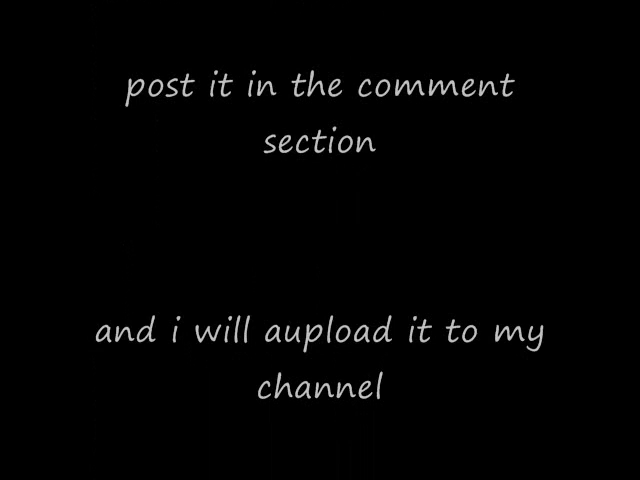 post it in the comment
section
and i will aupload it to my
channel